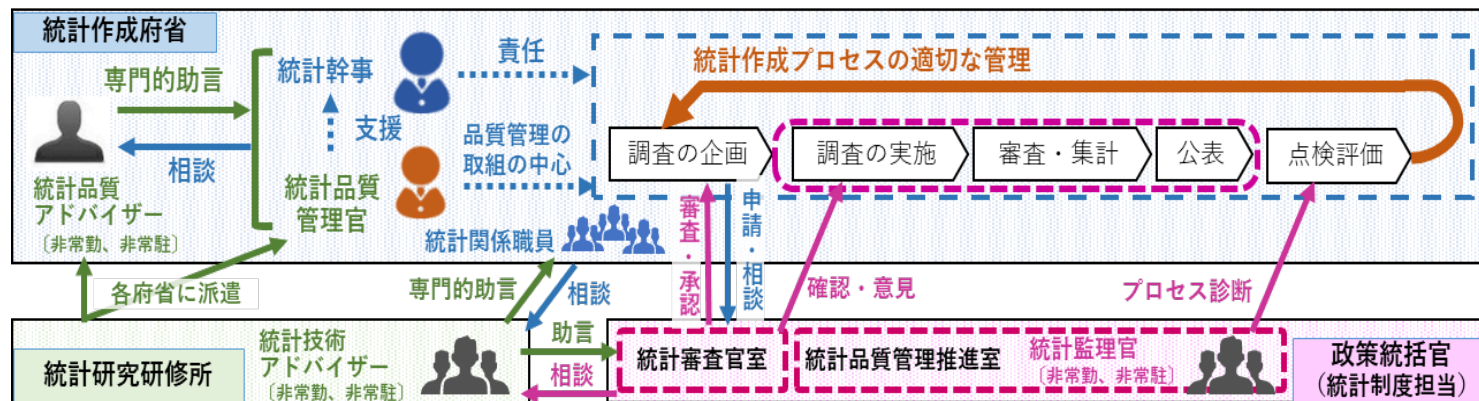 統計作成府省
専門的助言
相談
統計品質
アドバイザー
〔非常勤、非常駐〕
統計幹事
支援
統計品質
管理官
責任
品質管理の
取組の中心
統計関係職員
統計作成プロセスの適切な管理
調査の企画
調査の実施
審査・集計
公表
点検評価
各府省に派遣
専門的助言
相談
審査・承認
申請・相談
確認・意見
プロセス診断
統計研究研修所
統計技術
アドバイザー
〔非常勤、非常駐〕
助言
相談
統計審査官室
統計品質管理推進室
統計監理官
〔非常勤、非常駐〕
政策統括官
（統計制度担当）